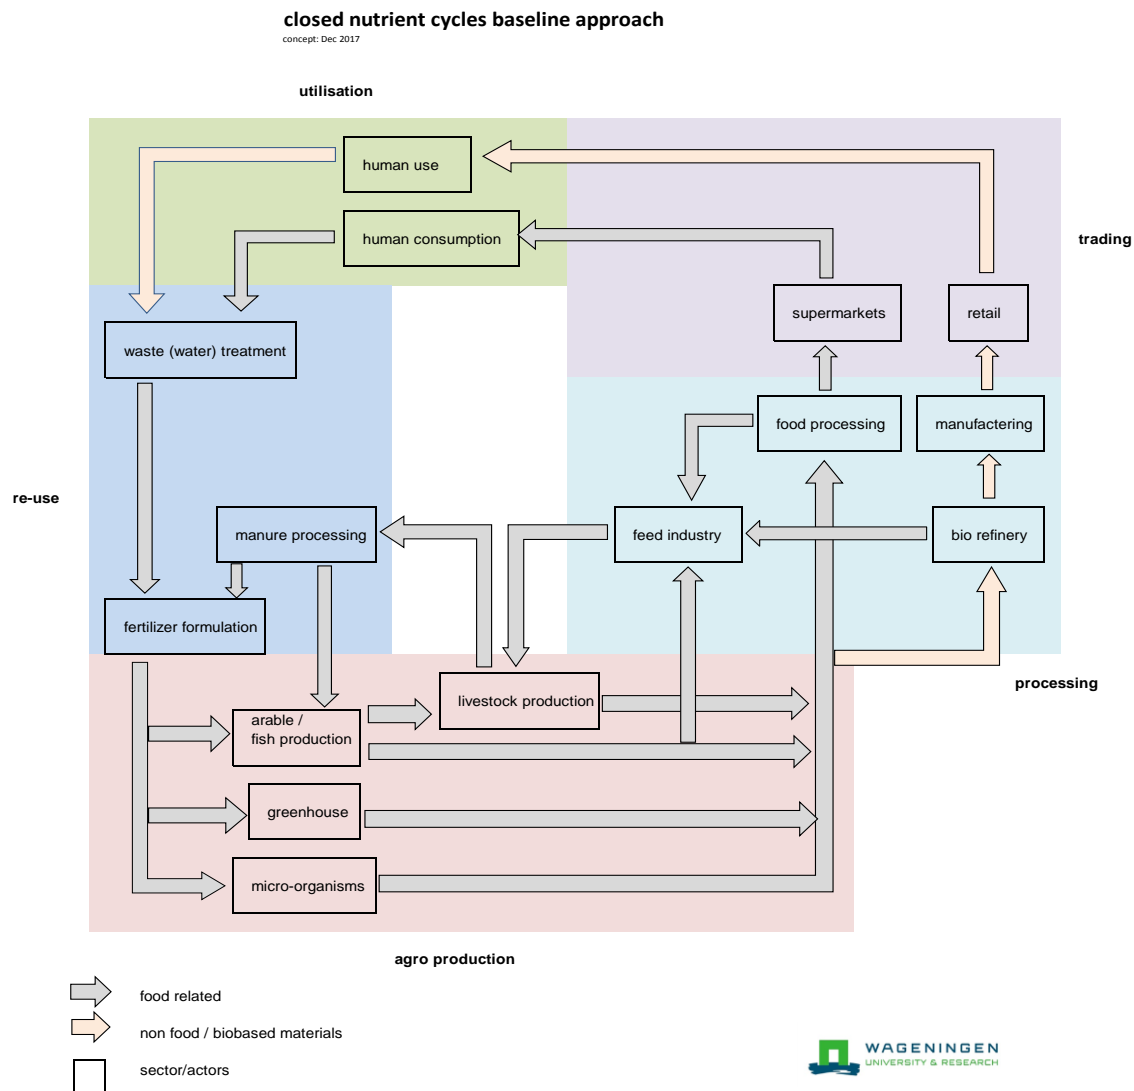 closed nutrient cycles baseline approach
concept: Dec 2017
utilisation
human use
human consumption
trading
supermarkets
retail
waste (water) treatment
food processing
manufactering
re-use
manure processing
feed industry
bio refinery
fertilizer formulation
processing
livestock production
arable /
fish production
greenhouse
micro-organisms
agro production
food related
non food / biobased materials
sector/actors
WAGENINGEN
UNIVERSITY & RESEARCH